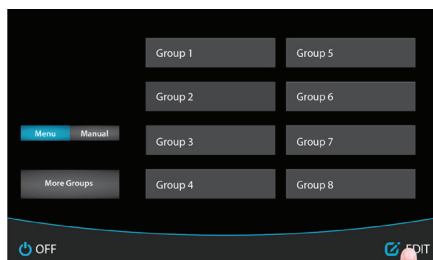 Group 1 Group 5
Group 2 Group 6
Menu Manual
Group 3 Group 7
More Groups
Group 4 Group 8
OFF
EDIT